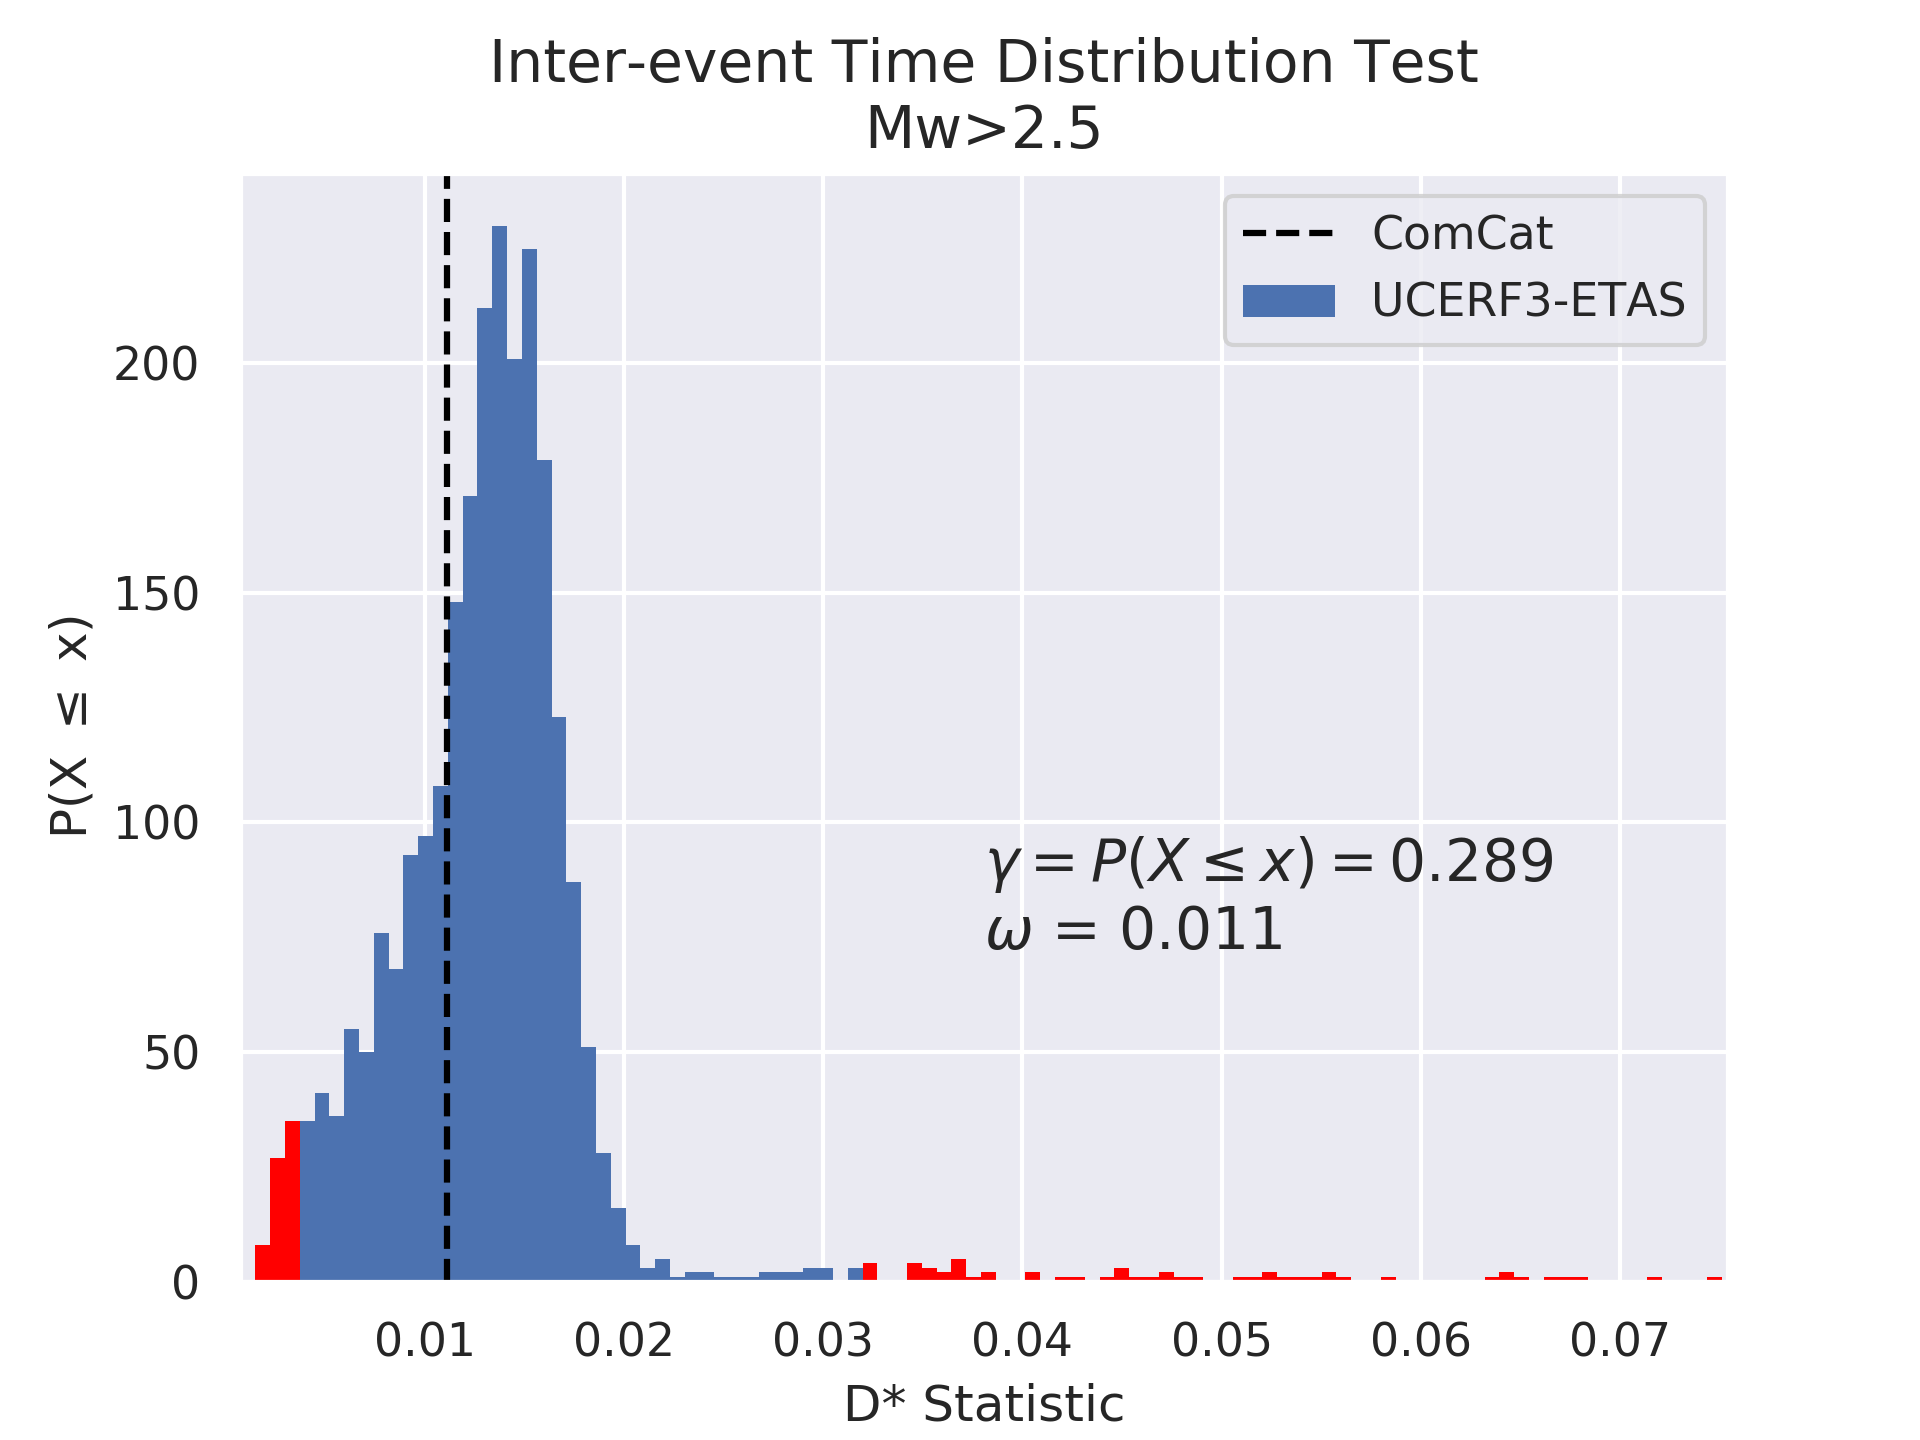 Inter-event Time Distribution Test
Mw>2.5
ComCat
UCERF3-ETAS
P(X ≤ x)
200
150
100
50
0
γ = P(X ≤ x) = 0.289
ω = 0.011
0.01 0.02 0.03 0.04 0.05 0.06 0.07
D* Statistic